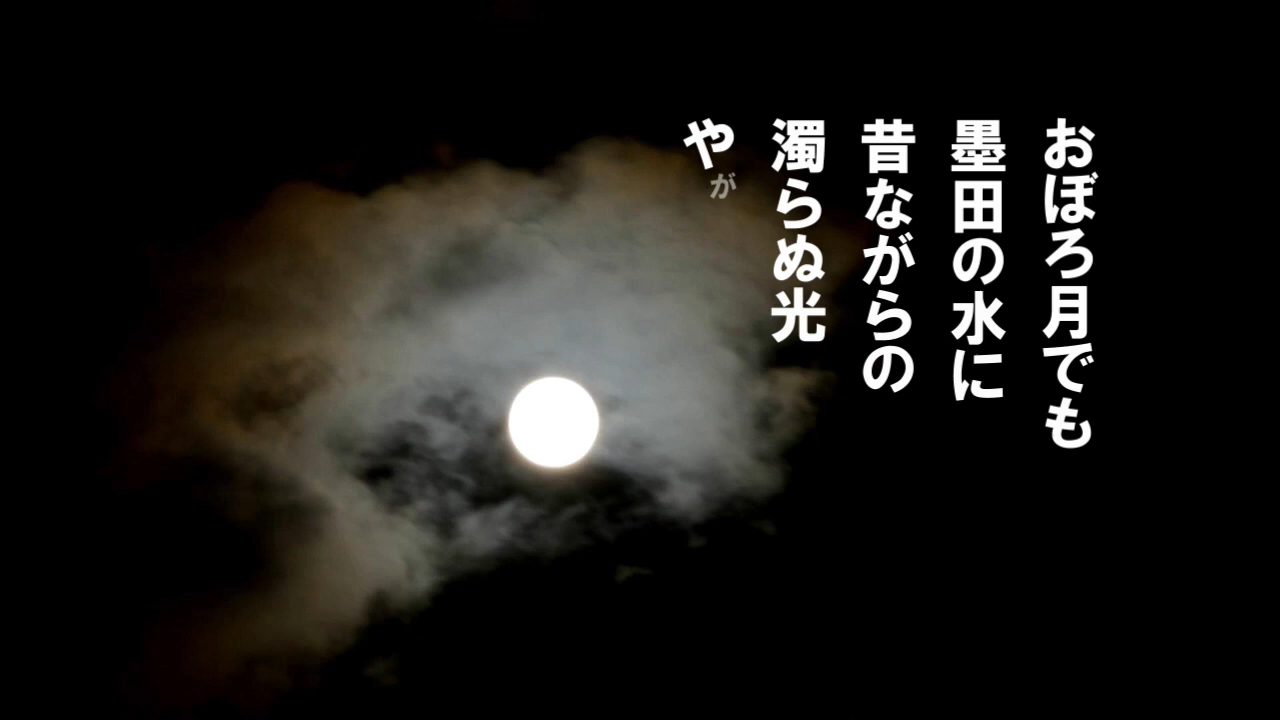 おぼろ月でも
墨田の水に
昔ながらの
濁らぬ光
やが